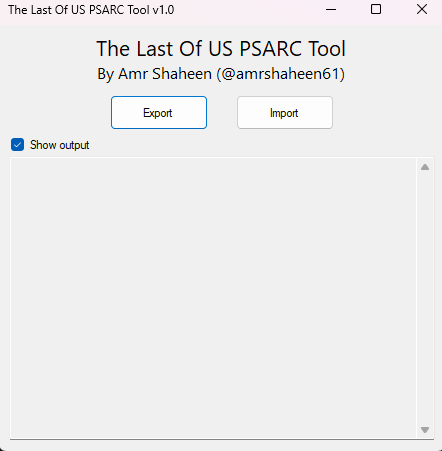 The Last Of US PSARC Tool v1.0
The Last Of US PSARC Tool
By Amr Shaheen (@amrshaheen61)
Export Import
Show output